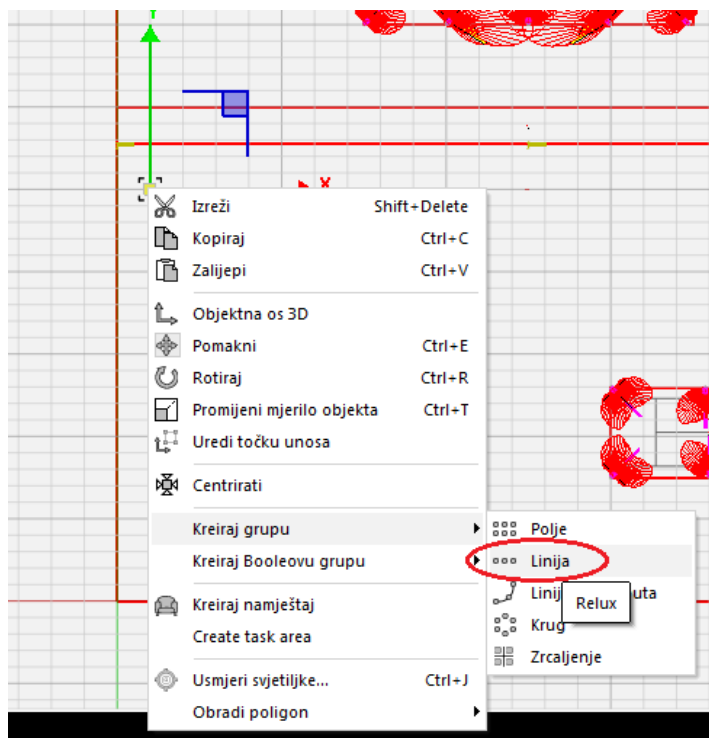 Y
X
Izreži Shift+Delete
Kopiraj Ctrl+C
Zalijepi Ctrl+V
Objektna os 3D
Pomakni Ctrl+E
Rotiraj Ctrl+R
Promijeni mjerilo objekta Ctrl+T
Uredi točku unosa
Centrirati
Kreiraj grupu
Kreiraj Booleovu grupu
Kreiraj namještaj
Create task area
Usmjeri svjetiljke... Ctrl+J
Obradi poligon
Polje
Linija
Relux
Krug
Zrcaljenje